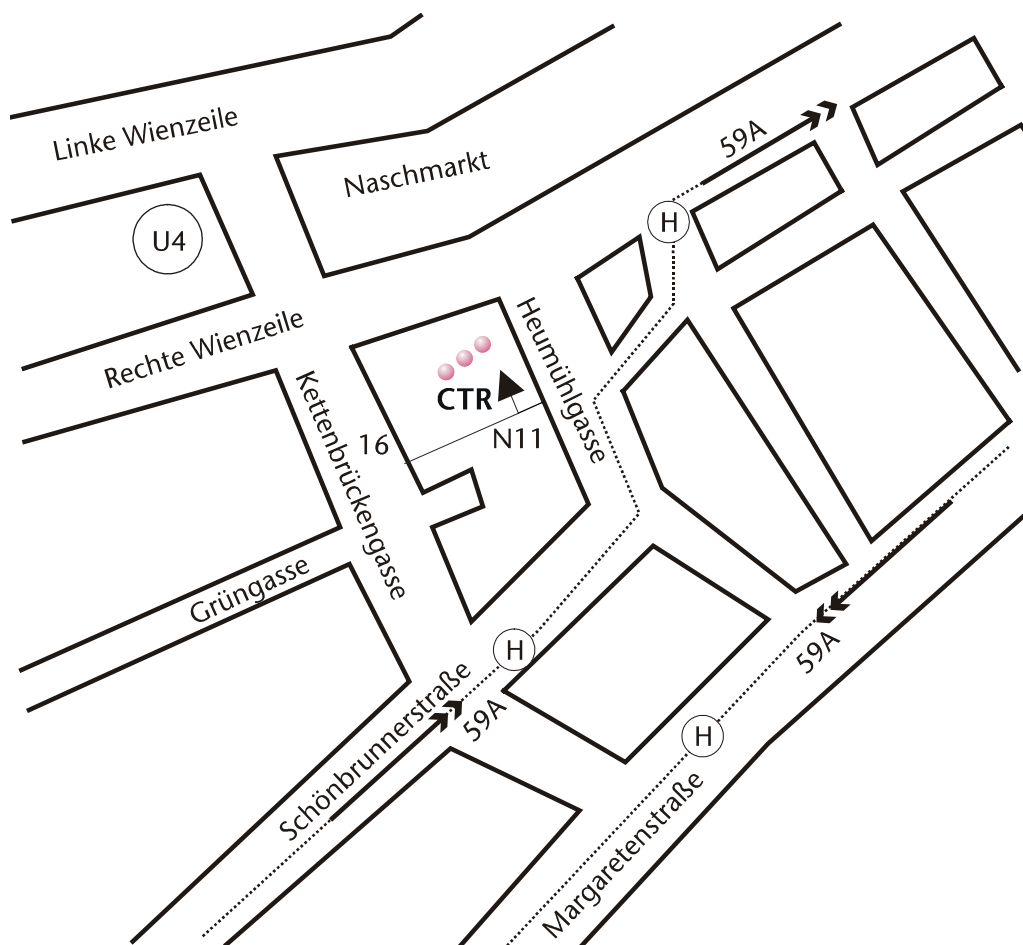 Linke Wienzeile
59A
Naschmarkt
H
U4
Rechte Wienzeile
Heumühlgasse
Kettenbrückengasse
CTR
16
N11
Grüngasse
H
59A
59A
Schönbrunnerstraße
H
Margaretenstraße